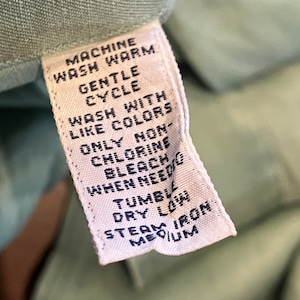 MACHINE
WASH WARM
GENTLE
CYCLE
WASH WITH
LIKE COLORS
ONLY NON
CHLORINE
BLEACH
WHEN NEEDED
TUMBLE
DRY LOW
STEAM IRON
MEDIUM